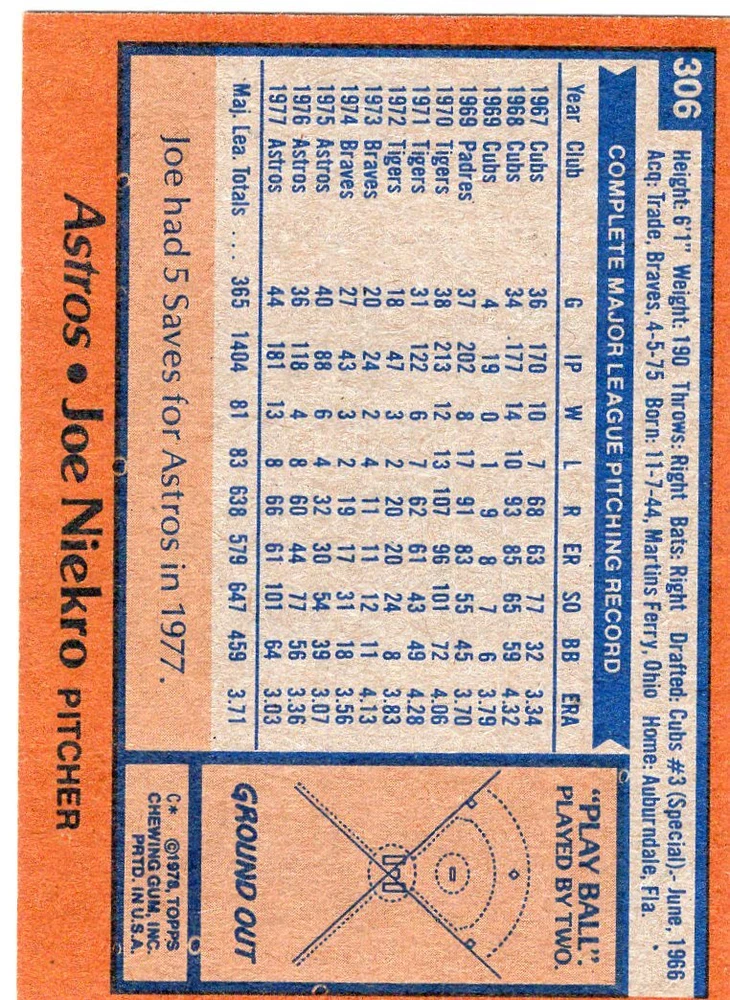 306
Height: 6'1" Weight: 190 Throws: Right Bats: Right Drafted: Cubs #3 (Special)- June, 1966
Acq: Trade, Braves, 4-5-75 Born: 11-7-44, Martins Ferry, Ohio Home: Auburndale, Fla.
COMPLETE MAJOR LEAGUE PITCHING RECORD
Year Club G IP W L R ER SO BB ERA
1967 Cubs 36 170 10 7 68 63 77 32 3.34
1968 Cubs 34 177 14 10 93 85 65 59 4.32
1969 Cubs 4 19 0 1 9 8 7 6 3.79
1969 Padres 37 202 8 17 91 83 55 45 3.70
1970 Tigers 38 213 12 13 107 96 101 72 4.06
1971 Tigers 31 122 6 7 62 61 43 49 4.28
1972 Tigers 18 47 3 2 20 20 24 8 3.83
1973 Braves 20 24 2 4 11 11 12 11 4.13
1974 Braves 27 43 3 2 19 17 31 18 3.56
1975 Astros 40 88 6 4 32 30 54 39 3.07
1976 Astros 36 118 4 8 60 44 77 56 3.36
1977 Astros 44 181 13 8 66 61 101 64 3.03
Maj. Lea. Totals .... 365 1404 81 83 638 579 647 459 3.71
Joe had 5 Saves for Astros in 1977.
"PLAY BALL":
PLAYED BY TWO.
GROUND OUT
C* ©1978, TOPPS
CHEWING GUM, INC.
PRTD. IN U.S.A.
Astros • Joe Niekro PITCHER